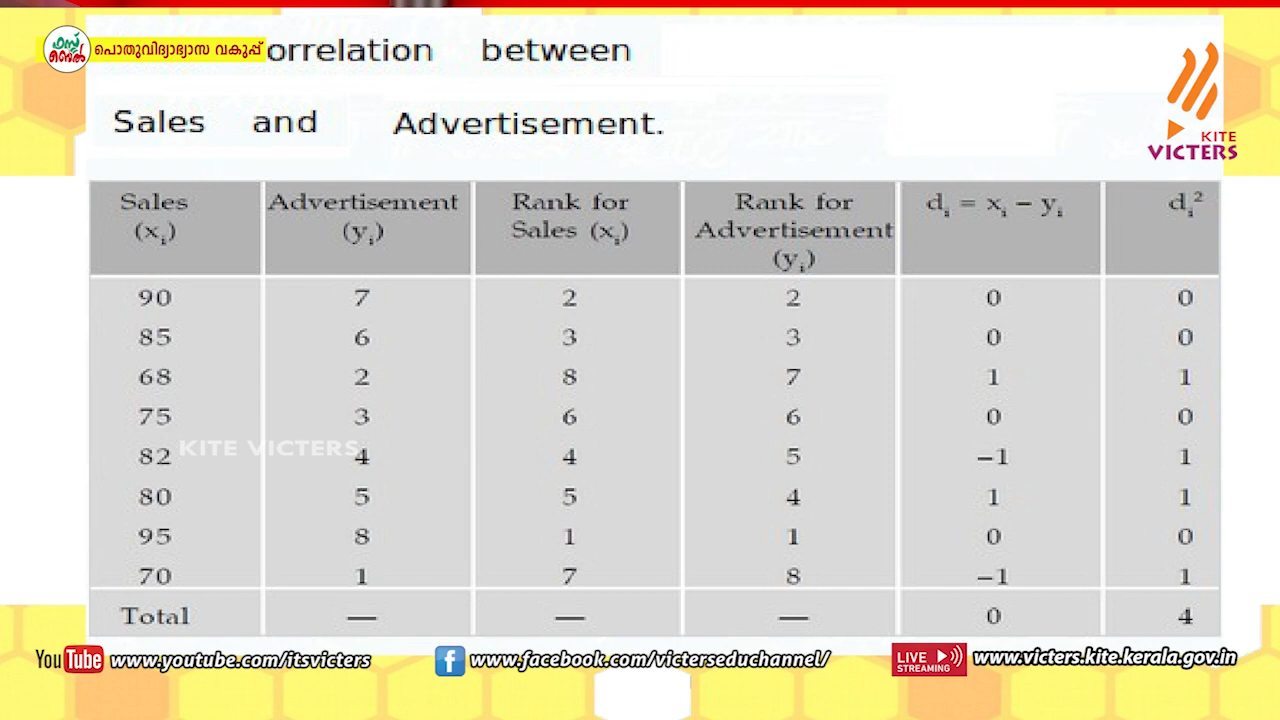 ഫസ്റ്റ്
ബെൽ
പൊതുവിദ്യാഭ്യാസ വകുപ്പ്
orrelation between
Sales and Advertisement.
KITE
VICTERS
Sales (xᵢ) Advertisement (yᵢ) Rank for Sales (xᵢ) Rank for Advertisement (yᵢ) dᵢ = xᵢ – yᵢ dᵢ²
90 7 2 2 0 0
85 6 3 3 0 0
68 2 8 7 1 1
75 3 6 6 0 0
KITE VICTERS
82 4 4 5 –1 1
80 5 5 4 1 1
95 8 1 1 0 0
70 1 7 8 –1 1
Total — — — 0 4
YouTube www.youtube.com/itsvicters
f www.facebook.com/victerseduchannel/
LIVE STREAMING www.victers.kite.kerala.gov.in